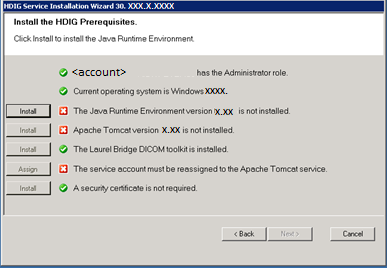 HDIG Service Installation Wizard 30. XXX.X.XXXX
Install the HDIG Prerequisites.
Click Install to install the Java Runtime Environment.
<account> has the Administrator role.
Current operating system is Windows XXXX.
Install The Java Runtime Environment version X.XX is not installed.
Install Apache Tomcat version X.XX is not installed.
Install The Laurel Bridge DICOM toolkit is installed.
Assign The service account must be reassigned to the Apache Tomcat service.
Install A security certificate is not required.
< Back Next > Cancel